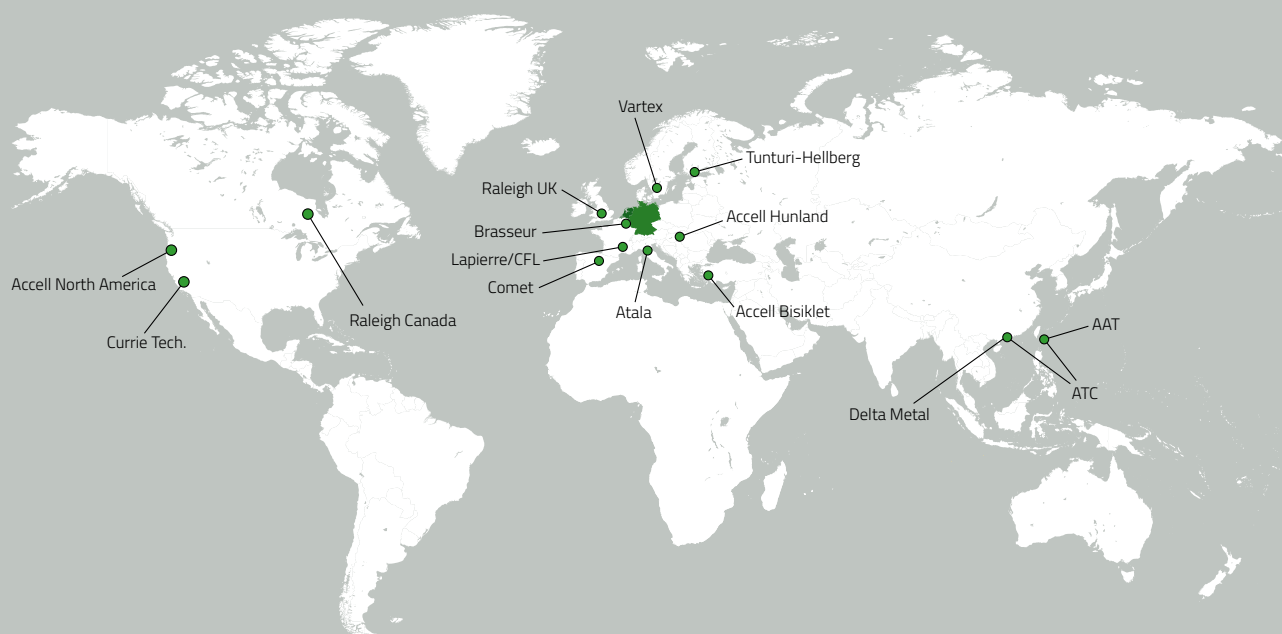 Vartex
Tunturi-Hellberg
Raleigh UK
Accell Hunland
Brasseur
Lapierre/CFL
Comet
Accell North America
Atala
Accell Bisiklet
Raleigh Canada
AAT
Currie Tech.
ATC
Delta Metal